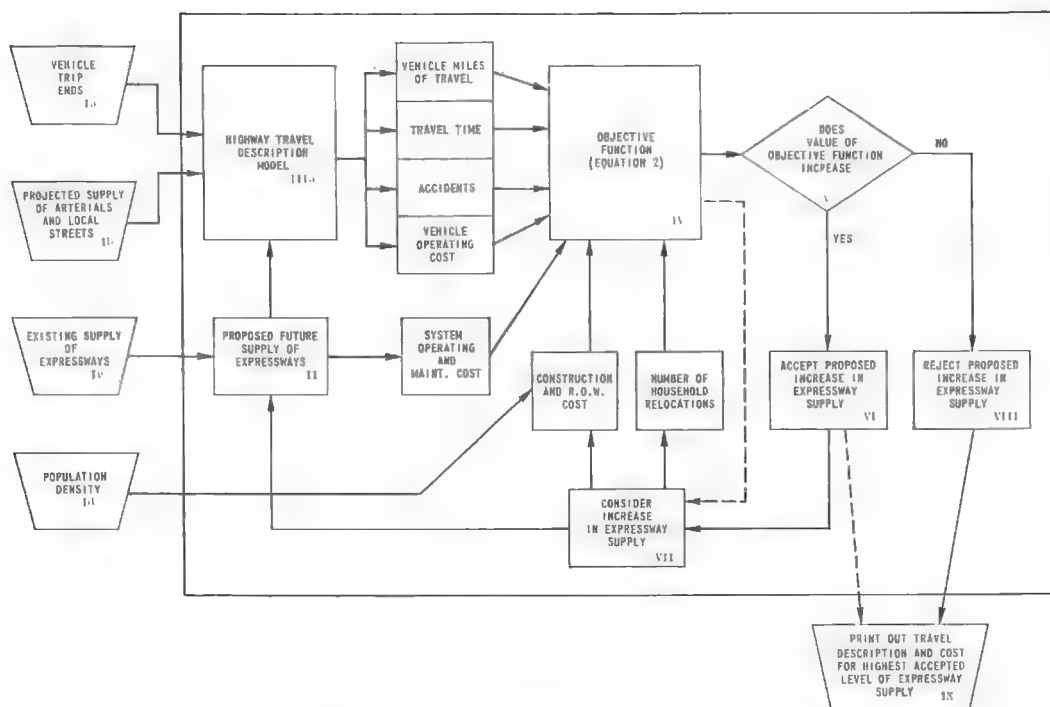 VEHICLE
TRIP
ENDS
PROJECTED SUPPLY
OF ARTERIALS
AND LOCAL
STREETS
EXISTING SUPPLY
OF
EXPRESSWAYS
POPULATION
DENSITY
HIGHWAY TRAVEL
DESCRIPTION
MODEL
PROPOSED FUTURE
SUPPLY OF
EXPRESSWAYS
II
VEHICLE MILES
OF TRAVEL
TRAVEL TIME
ACCIDENTS
VEHICLE
OPERATING
COST
SYSTEM
OPERATING
AND
MAINT. COST
OBJECTIVE
FUNCTION
(EQUATION 2)
IV
CONSTRUCTION
AND R.O.W.
COST
NUMBER OF
HOUSEHOLD
RELOCATIONS
CONSIDER
INCREASE
IN EXPRESSWAY
SUPPLY
VII
DOES
VALUE OF
OBJECTIVE FUNCTION
INCREASE
V
NO
YES
ACCEPT PROPOSED
INCREASE IN
EXPRESSWAY
SUPPLY
VI
REJECT PROPOSED
INCREASE IN
EXPRESSWAY
SUPPLY
VIII
PRINT OUT TRAVEL
DESCRIPTION AND COST
FOR HIGHEST ACCEPTED
LEVEL OF EXPRESSWAY
SUPPLY
IX